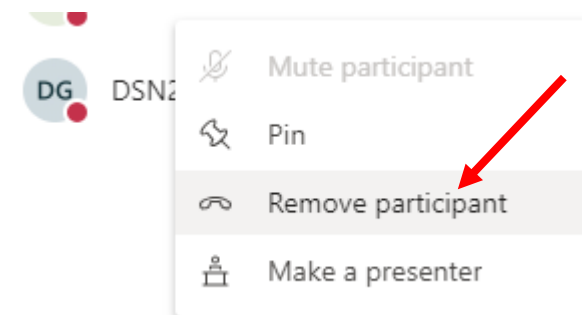 Mute participant
DG DSN2
Pin
Remove participant
Make a presenter